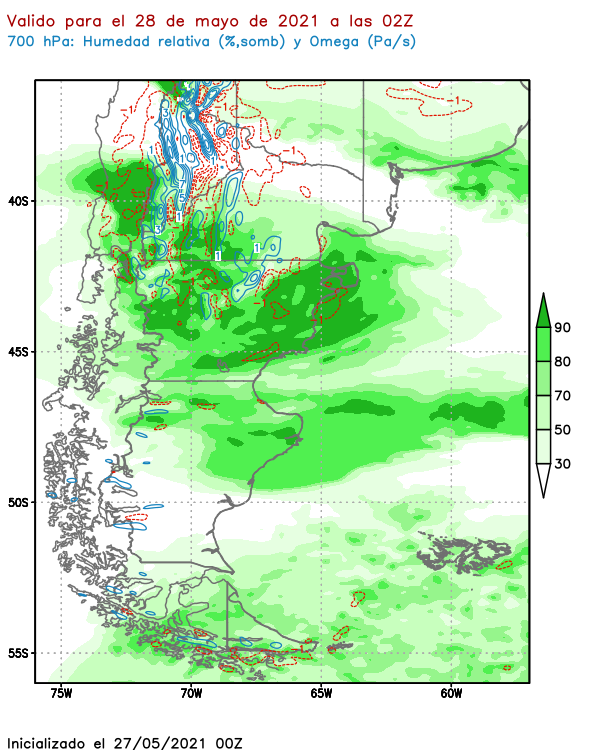 Valido para el 28 de mayo de 2021 a las 02Z
700 hPa: Humedad relativa (%,somb) y Omega (Pa/s)
40S
45S
50S
55S
75W
70W
65W
60W
90
80
70
50
30
-1
-1
-1
-1
1
1
1
1
1
3
3
Inicializado el 27/05/2021 00Z